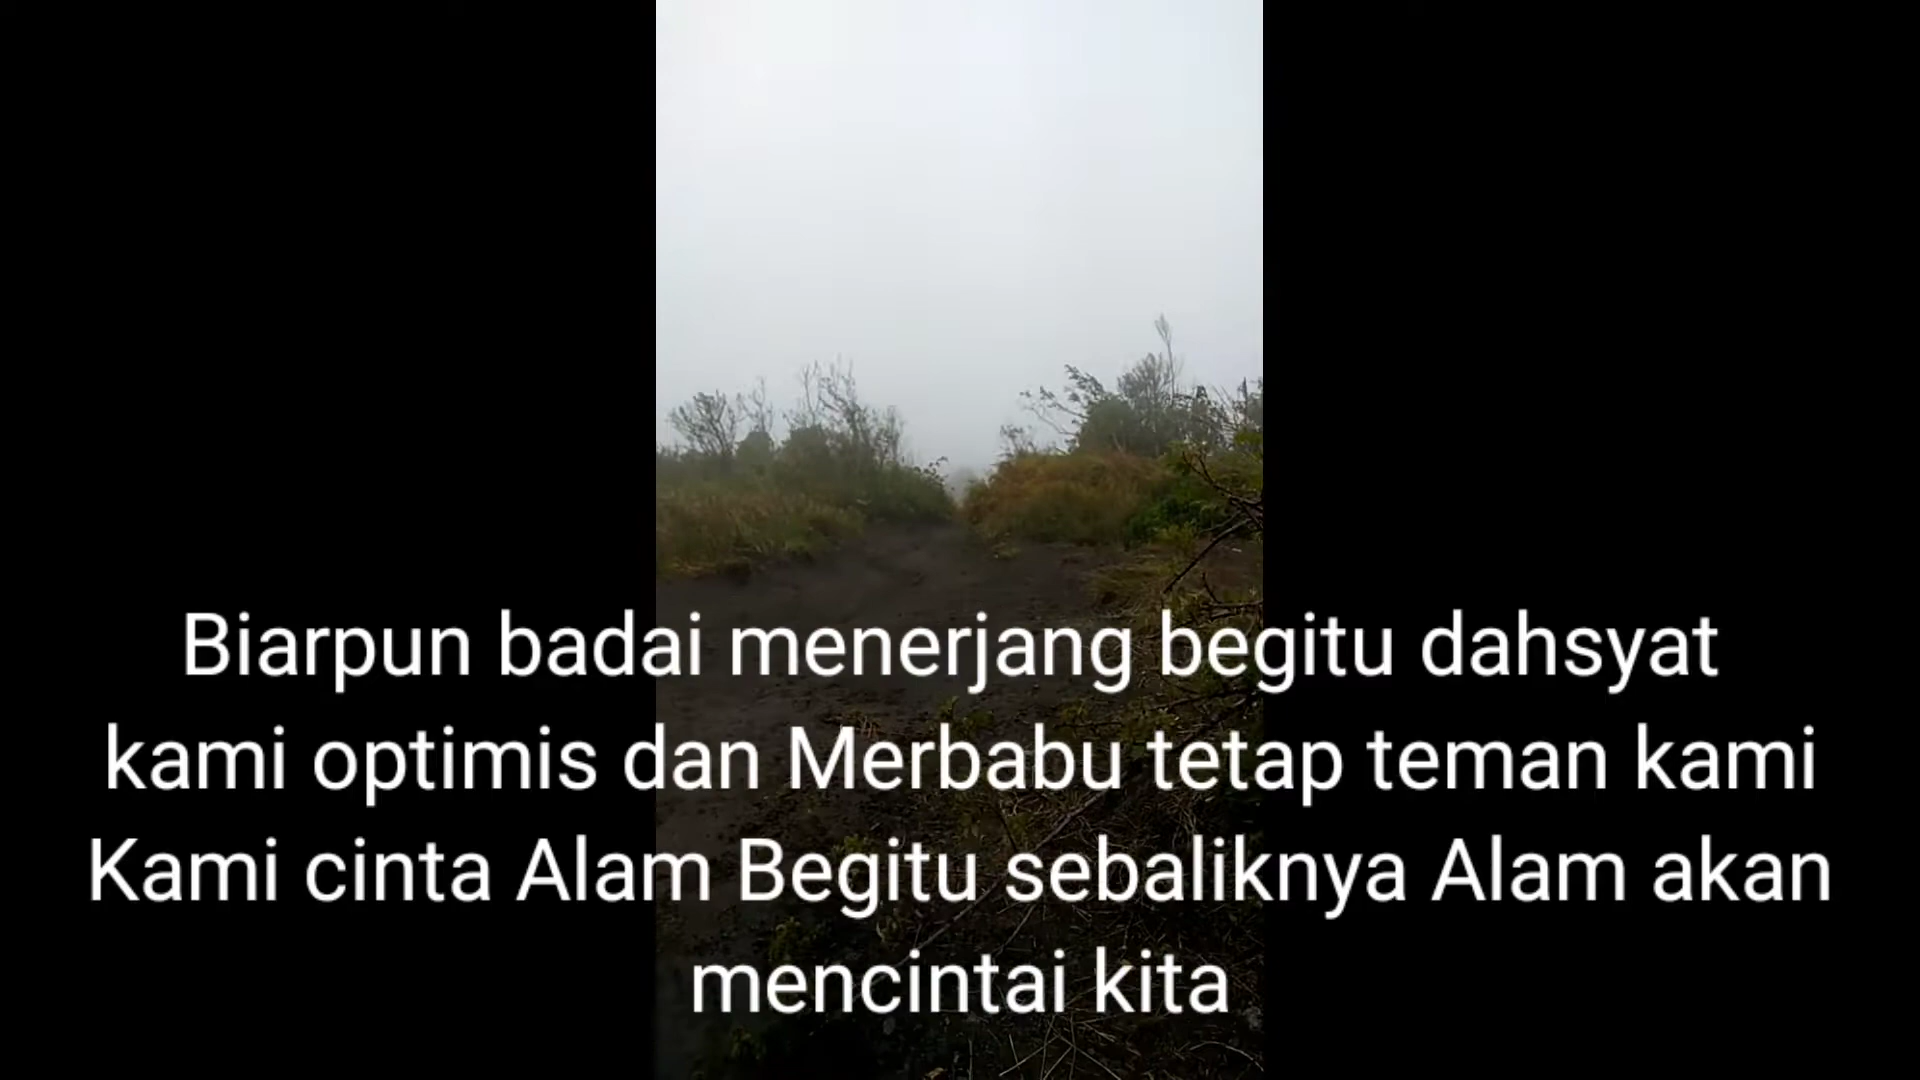 Biarpun badai menerjang begitu dahsyat
kami optimis dan Merbabu tetap teman kami
Kami cinta Alam Begitu sebaliknya Alam akan
mencintai kita